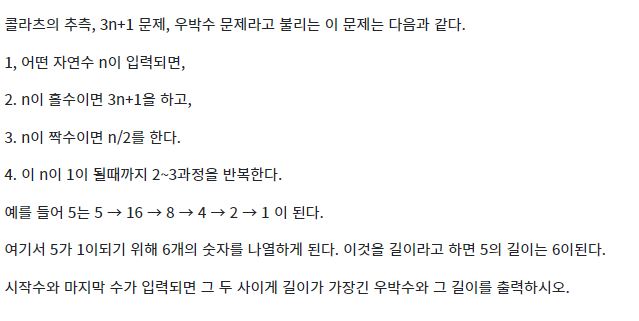 콜라츠의 추측, 3n+1 문제, 우박수 문제라고 불리는 이 문제는 다음과 같다.
1, 어떤 자연수 n이 입력되면,
2. n이 홀수이면 3n+1을 하고,
3. n이 짝수이면 n/2를 한다.
4. 이 n이 1이 될때까지 2~3과정을 반복한다.
예를 들어 5는 5 → 16 → 8 → 4 → 2 → 1 이 된다.
여기서 5가 1이되기 위해 6개의 숫자를 나열하게 된다. 이것을 길이라고 하면 5의 길이는 6이된다.
시작수와 마지막 수가 입력되면 그 두 사이게 길이가 가장긴 우박수와 그 길이를 출력하시오.